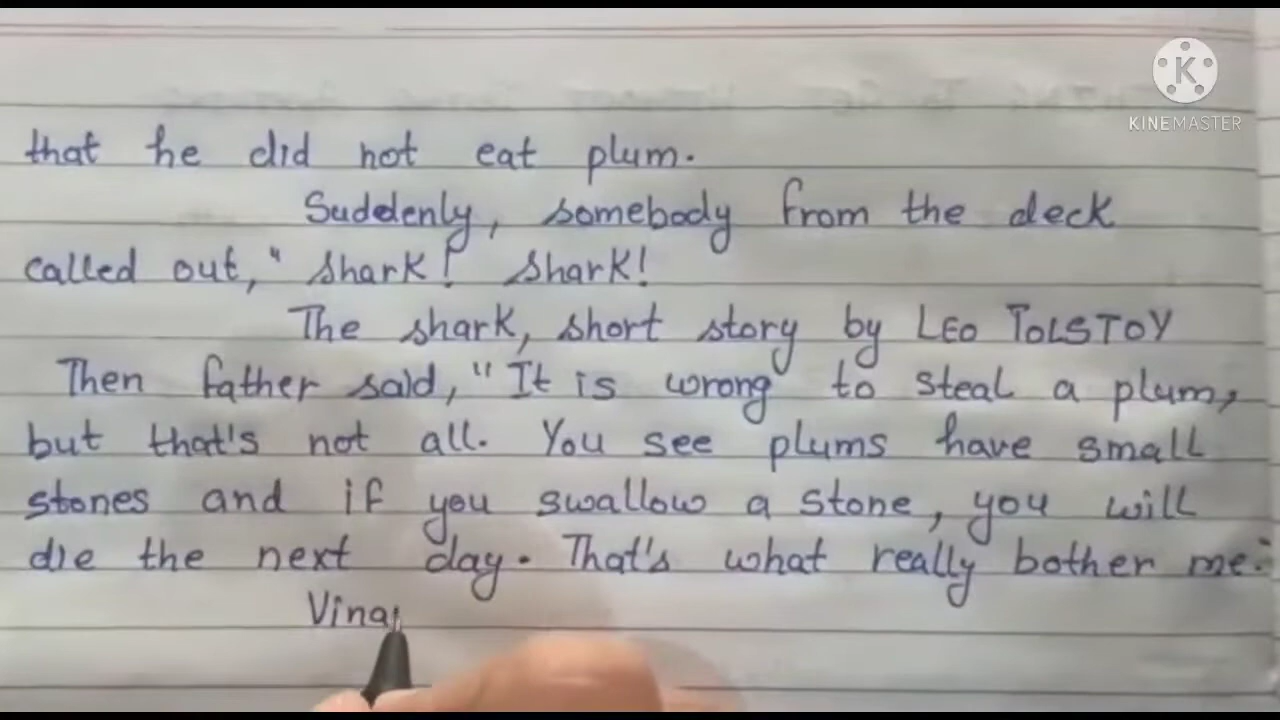 K
KINEMASTER
that he did not eat plum.
Suddenly, somebody from the deck
called out, " shark! shark!
The shark, short story by LEO TOLSTOY
Then father said, "It is wrong to steal a plum,
but that's not all. You see plums have small
stones and if you swallow a stone, you will
die the next day. That's what really bother me."
Vina